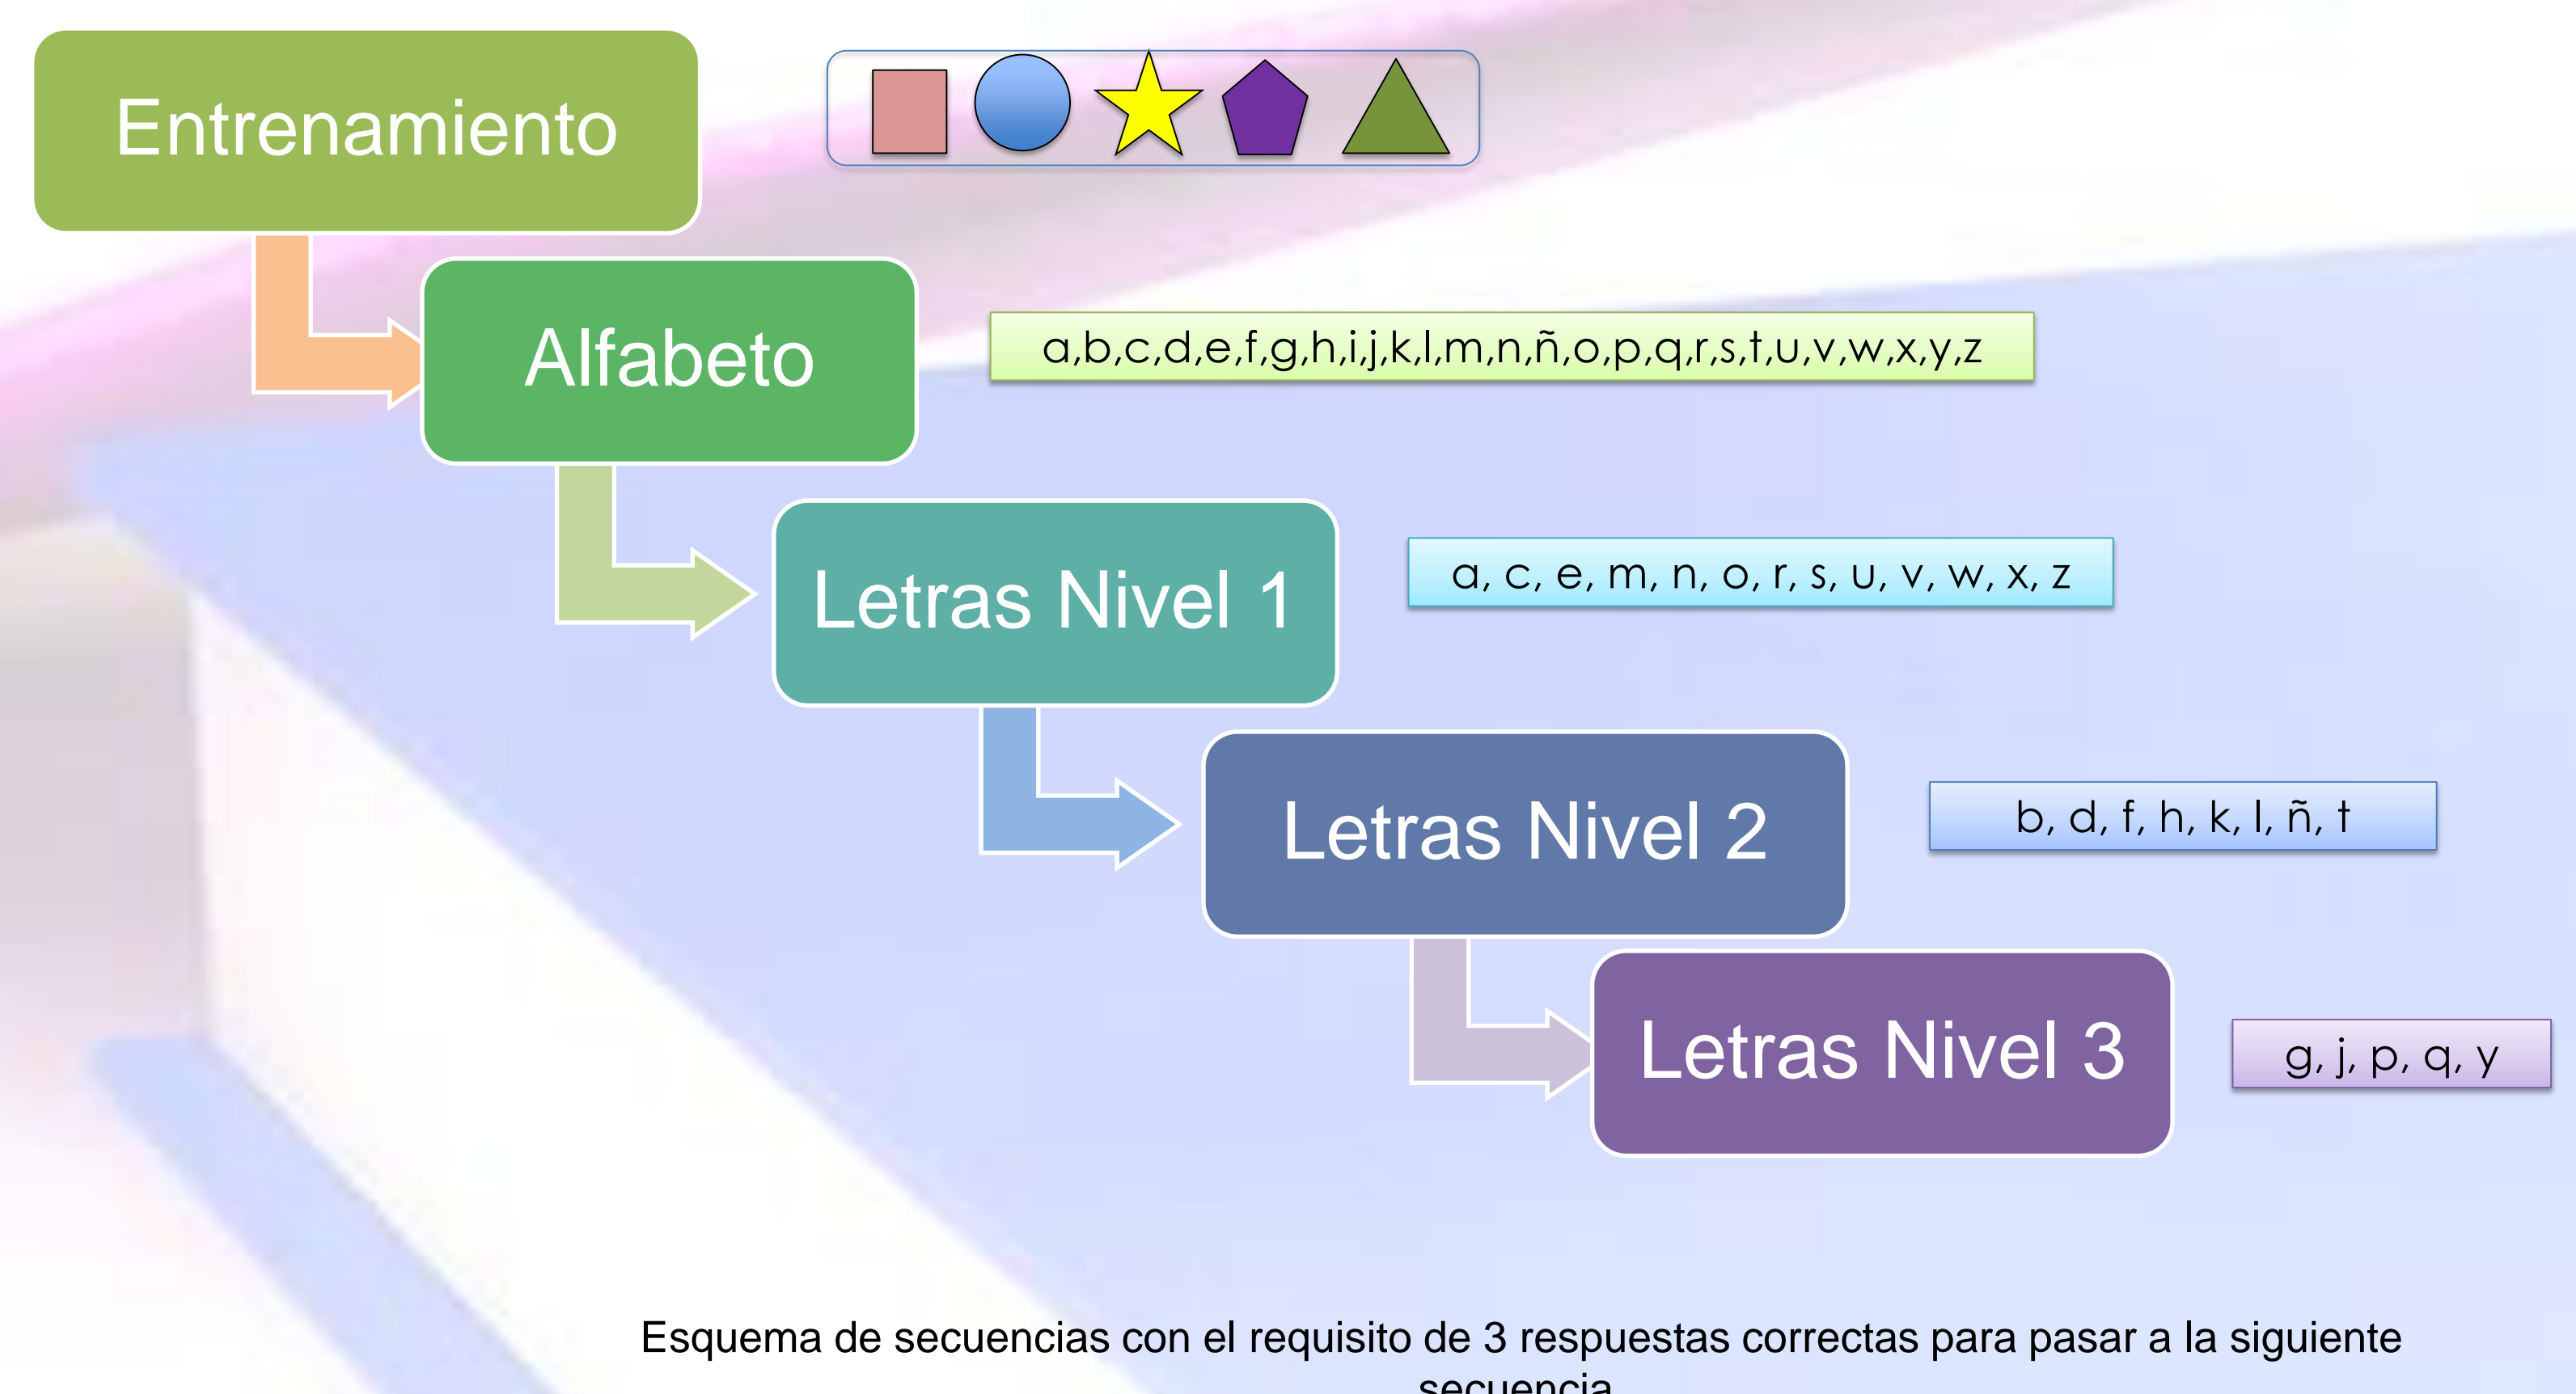 Entrenamiento
Alfabeto
a,b,c,d,e,f,g,h,i,j,k,l,m,n,ñ,o,p,q,r,s,t,u,v,w,x,y,z
Letras Nivel 1
a, c, e, m, n, o, r, s, u, v, w, x, z
Letras Nivel 2
b, d, f, h, k, l, ñ, t
Letras Nivel 3
g, j, p, q, y
Esquema de secuencias con el requisito de 3 respuestas correctas para pasar a la siguiente
secuencia